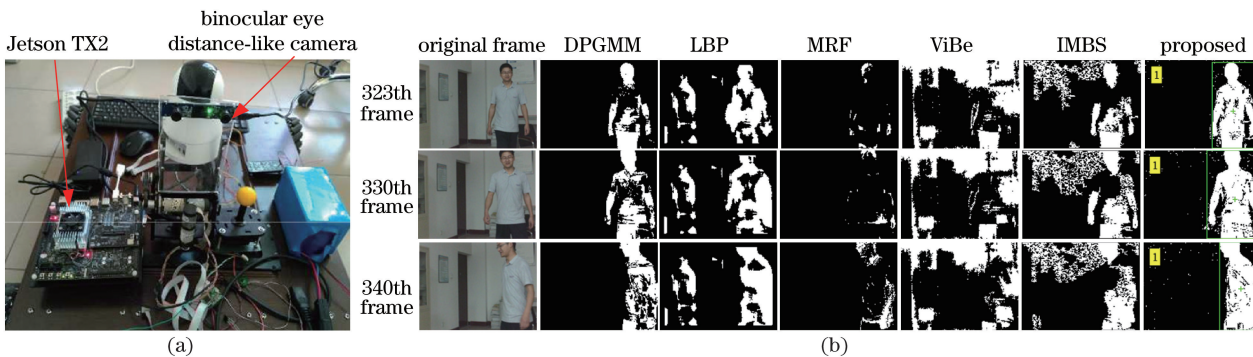 binocular eye
distance-like camera
Jetson TX2
original frame DPGMM LBP MRF ViBe IMBS proposed
323th
frame
1
330th
frame
1
340th
frame
1
(a)
(b)